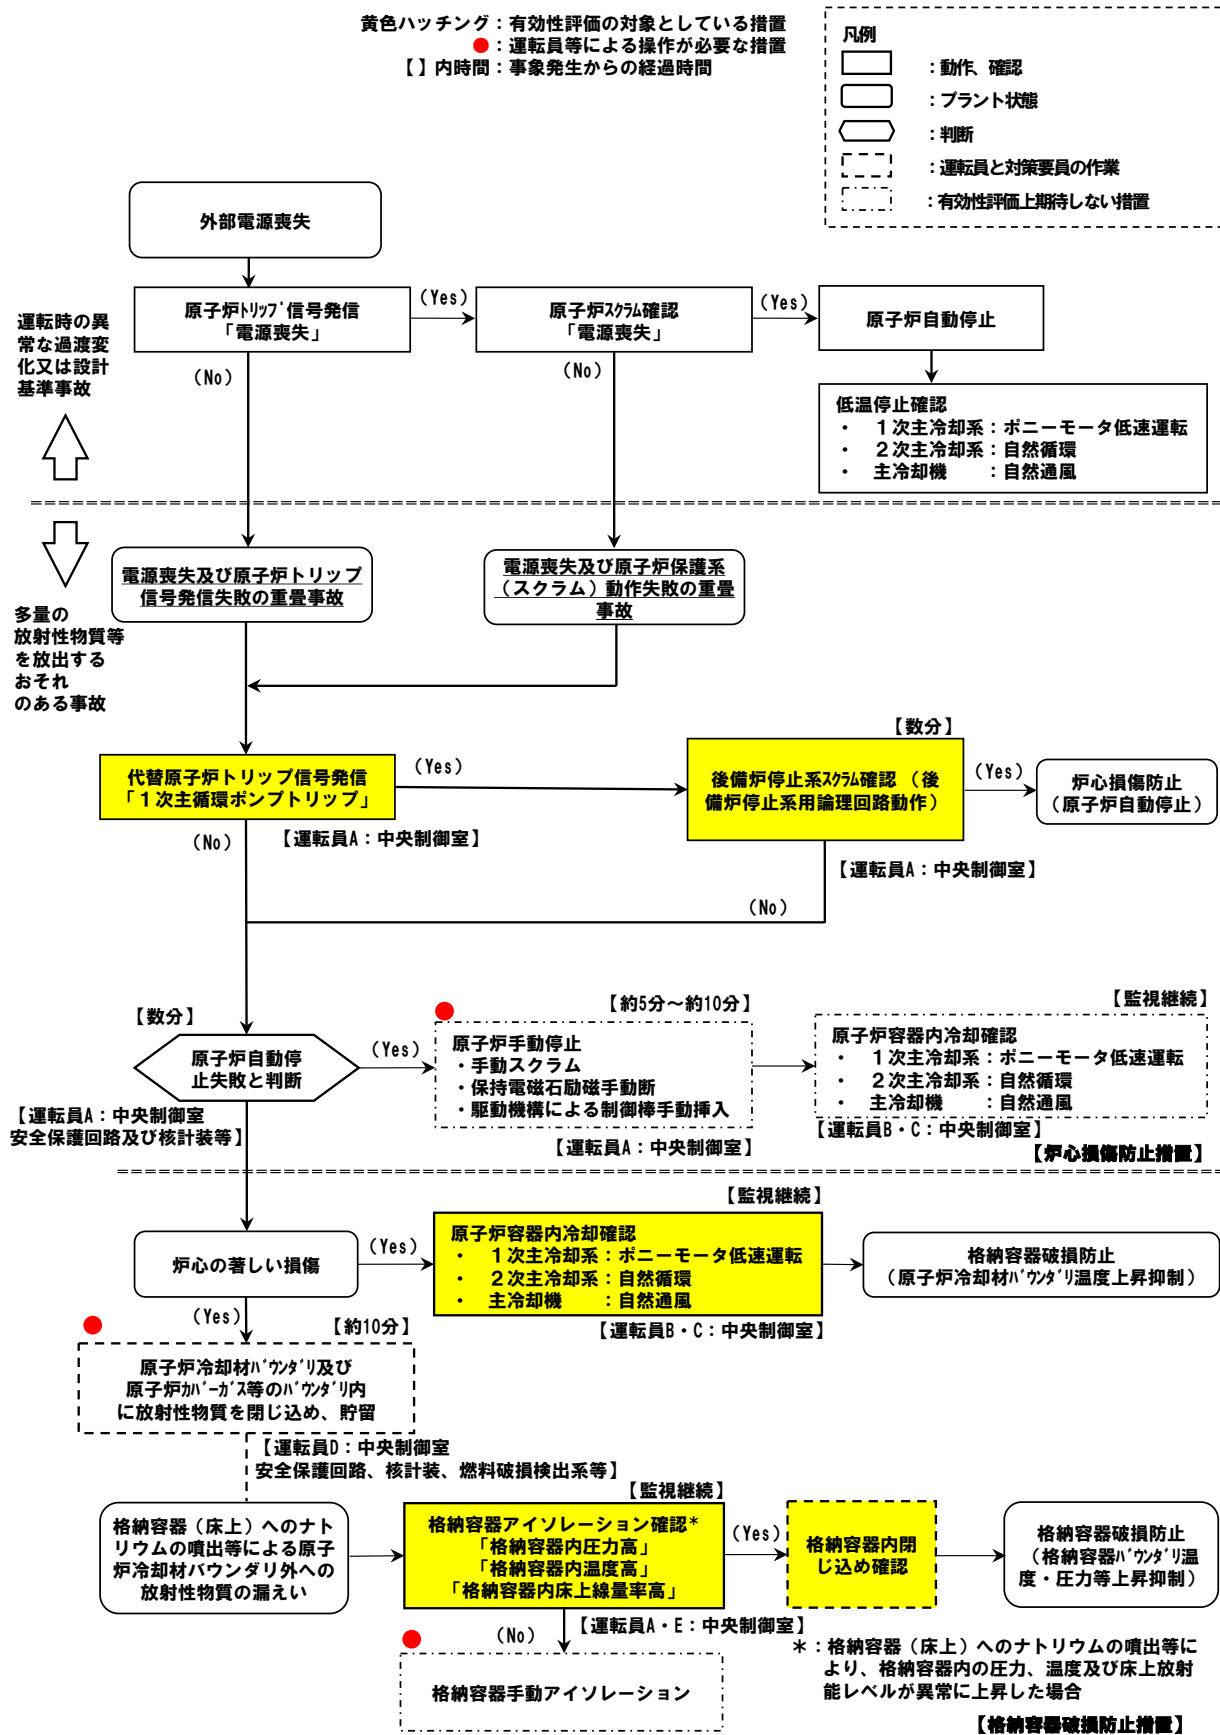 黄色ハッチング：有効性評価の対象としている措置
：運転員等による操作が必要な措置
【 】内時間：事象発生からの経過時間
凡例
：動作、確認
：プラント状態
：判断
：運転員と対策要員の作業
：有効性評価上期待しない措置
外部電源喪失
原子炉ﾄﾘｯﾌﾟ信号発信
「電源喪失」
（Yes）
原子炉ｽｸﾗﾑ確認
「電源喪失」
（Yes）
原子炉自動停止
運転時の異
常な過渡変
化又は設計
基準事故
（No）
（No）
低温停止確認
・　１次主冷却系：ポニーモータ低速運転
・　２次主冷却系：自然循環
・　主冷却機　　：自然通風
電源喪失及び原子炉トリップ
信号発信失敗の重畳事故
電源喪失及び原子炉保護系
（スクラム）動作失敗の重畳
事故
多量の
放射性物質等
を放出する
おそれ
のある事故
【数分】
代替原子炉トリップ信号発信
「１次主循環ポンプトリップ」
（Yes）
後備炉停止系ｽｸﾗﾑ確認（後
備炉停止系用論理回路動作）
（Yes）
炉心損傷防止
（原子炉自動停止）
（No）
【運転員A：中央制御室】
【運転員A：中央制御室】
（No）
【数分】
原子炉自動停
止失敗と判断
（Yes）
【約5分～約10分】
原子炉手動停止
・手動スクラム
・保持電磁石励磁手動断
・駆動機構による制御棒手動挿入
【監視継続】
原子炉容器内冷却確認
・　１次主冷却系：ポニーモータ低速運転
・　２次主冷却系：自然循環
・　主冷却機　　：自然通風
【運転員A：中央制御室
安全保護回路及び核計装等】
【運転員A：中央制御室】
【運転員B・C：中央制御室】
【炉心損傷防止措置】
【監視継続】
炉心の著しい損傷
（Yes）
原子炉容器内冷却確認
・　１次主冷却系：ポニーモータ低速運転
・　２次主冷却系：自然循環
・　主冷却機　　：自然通風
格納容器破損防止
（原子炉冷却材ﾊﾞｳﾝﾀﾞﾘ温度上昇抑制）
（Yes）
【約10分】
【運転員B・C：中央制御室】
原子炉冷却材ﾊﾞｳﾝﾀﾞﾘ及び
原子炉ｶﾊﾞｰｶﾞｽ等のﾊﾞｳﾝﾀﾞﾘ内
に放射性物質を閉じ込め、貯留
【運転員D：中央制御室
安全保護回路、核計装、燃料破損検出系等】
【監視継続】
格納容器（床上）へのナト
リウムの噴出等による原子
炉冷却材バウンダリ外への
放射性物質の漏えい
格納容器アイソレーション確認＊
「格納容器内圧力高」
「格納容器内温度高」
「格納容器内床上線量率高」
（Yes）
格納容器内閉
じ込め確認
格納容器破損防止
（格納容器ﾊﾞｳﾝﾀﾞﾘ温
度・圧力等上昇抑制）
（No）
【運転員A・E：中央制御室】
格納容器手動アイソレーション
＊：格納容器（床上）へのナトリウムの噴出等に
より、格納容器内の圧力、温度及び床上放射
能レベルが異常に上昇した場合
【格納容器破損防止措置】